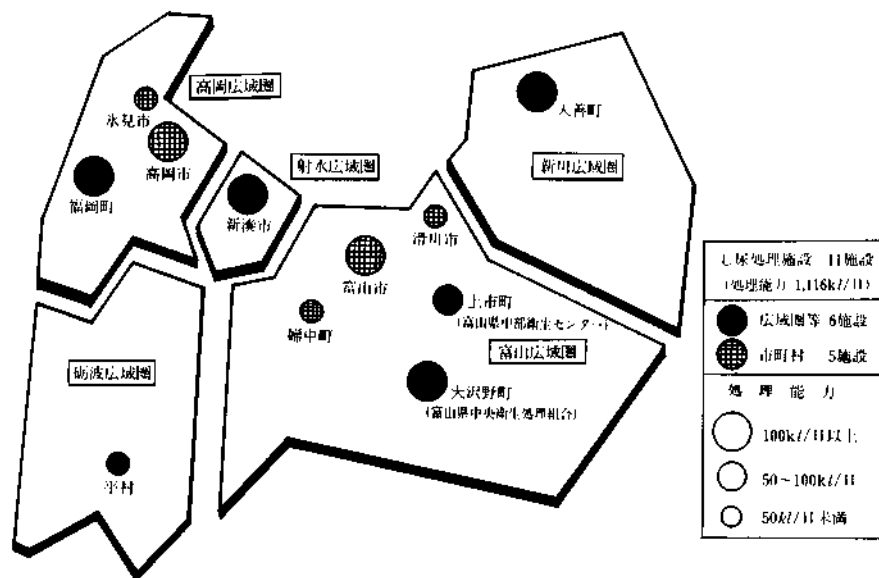 高岡広域圏
氷見市
高岡市
福岡町
射水広域圏
新湊市
入善町
新川広域圏
滑川市
富山市
上市町
(富山県中部衛生センター)
婦中町
富山広域圏
大沢野町
(富山県中央衛生処理組合)
砺波広域圏
平村
し尿処理施設 11施設
(処理能力 1,116kℓ/日)
広域圏等 6施設
市町村 5施設
処理能力
100kℓ/日以上
50~100kℓ/日
50kℓ/日未満